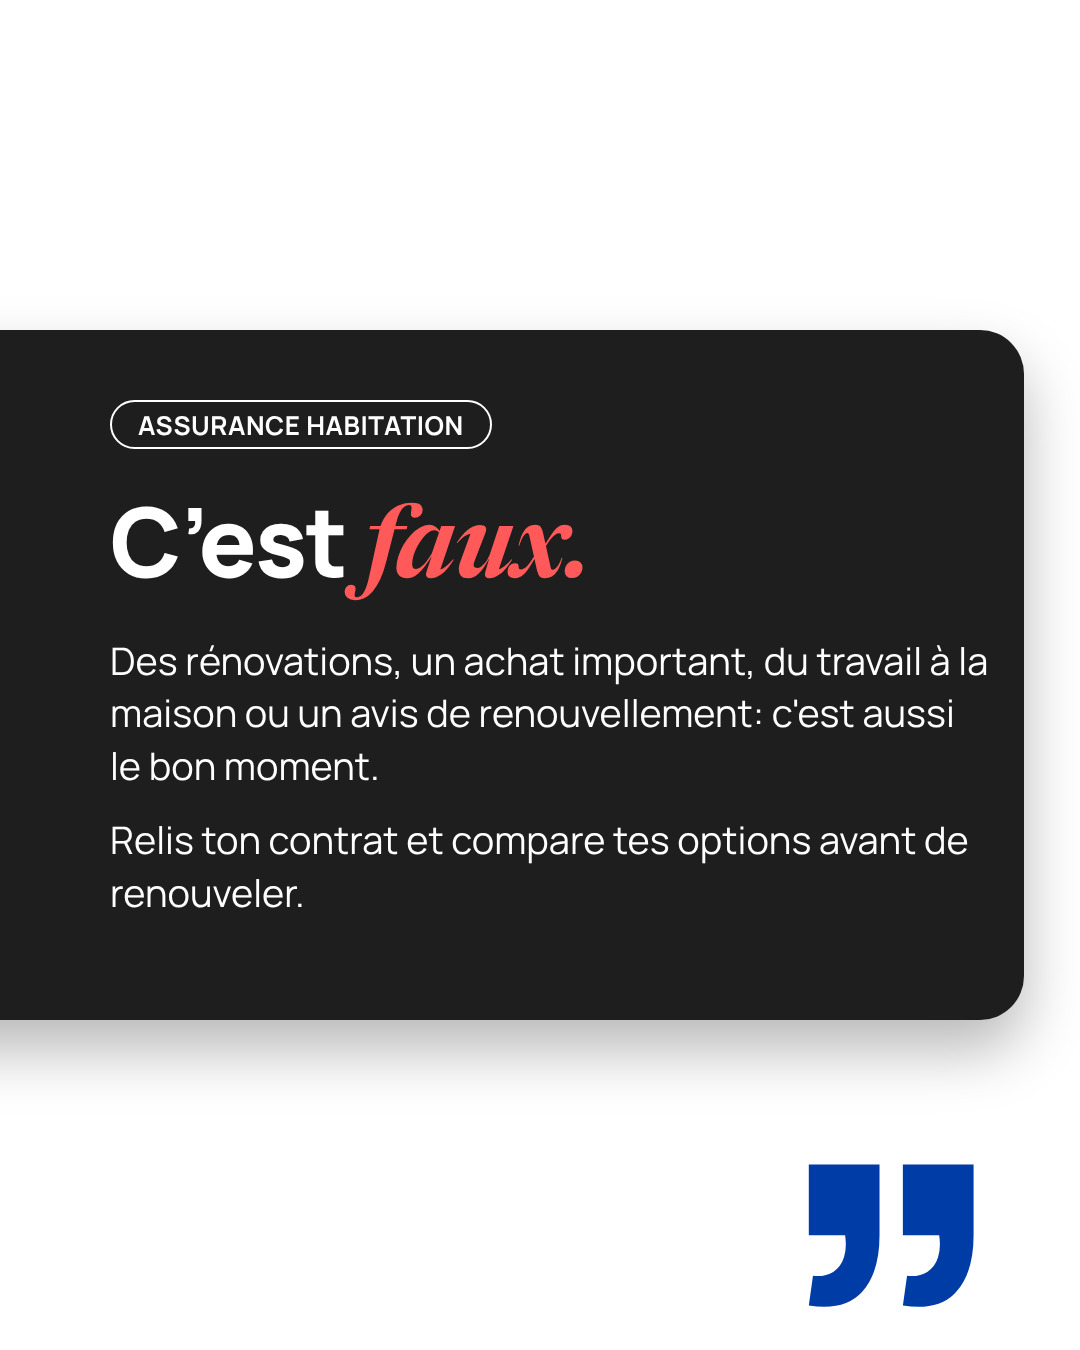 ASSURANCE HABITATION
C’est faux.
Des rénovations, un achat important, du travail à la
maison ou un avis de renouvellement: c'est aussi
le bon moment.
Relis ton contrat et compare tes options avant de
renouveler.
”